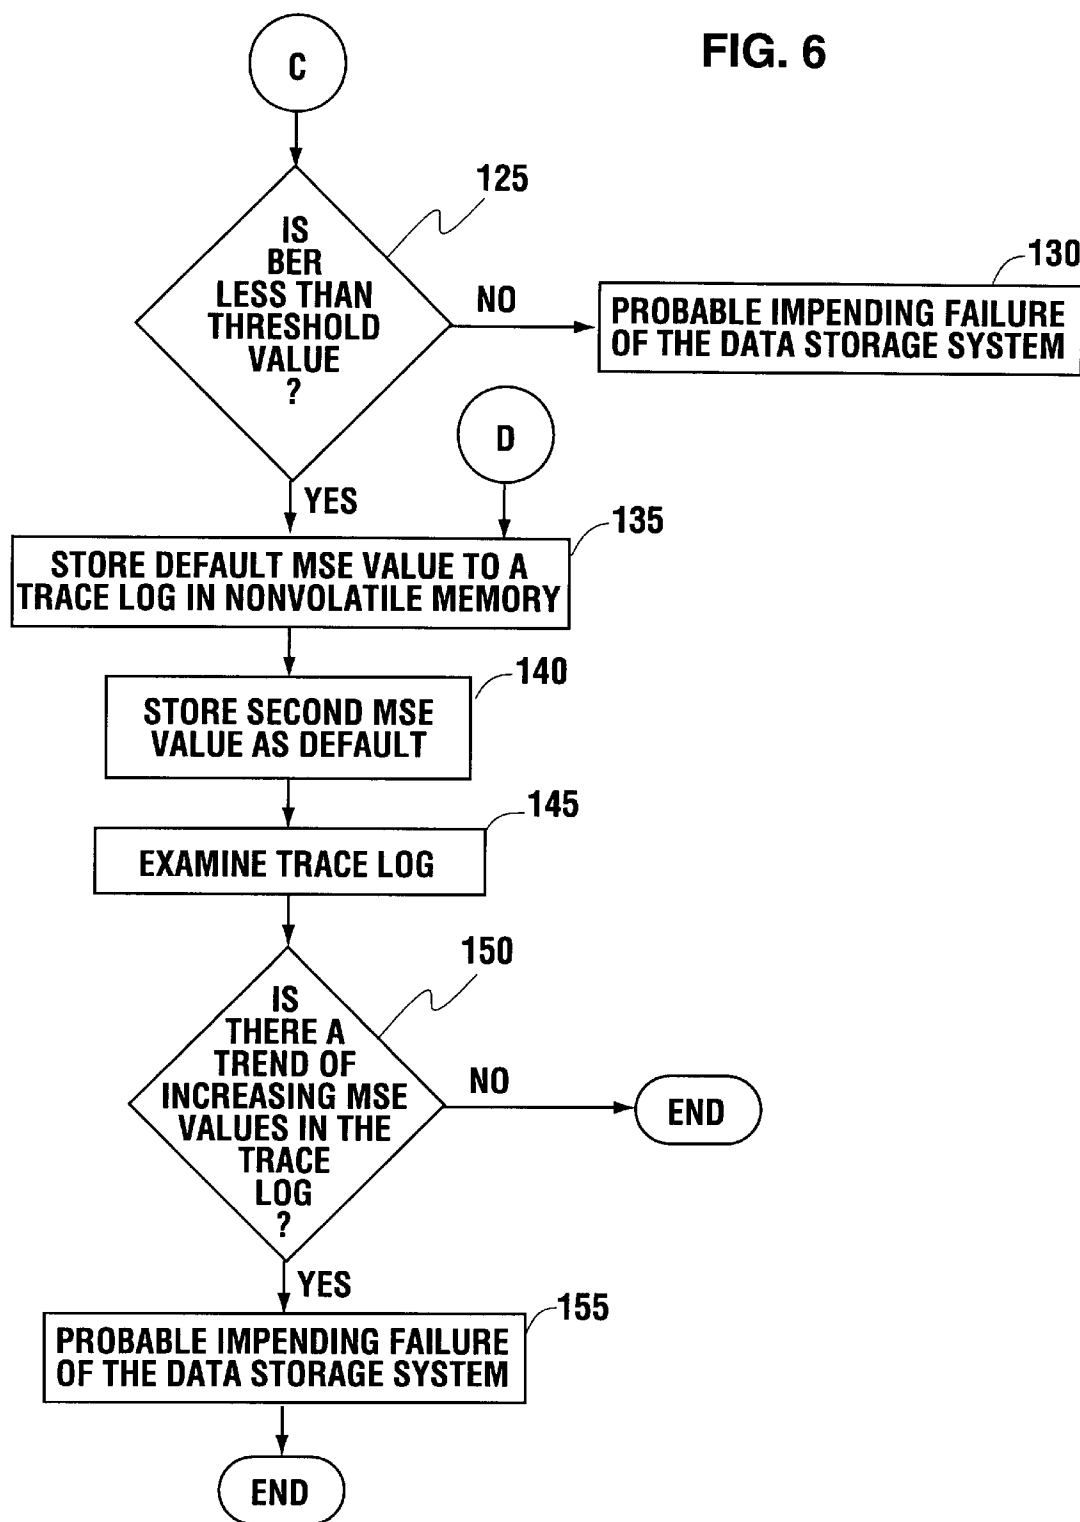 FIG. 6
C
125
IS
BER
LESS THAN
THRESHOLD
VALUE
?
NO
130
PROBABLE IMPENDING FAILURE
OF THE DATA STORAGE SYSTEM
D
YES
135
STORE DEFAULT MSE VALUE TO A
TRACE LOG IN NONVOLATILE MEMORY
140
STORE SECOND MSE
VALUE AS DEFAULT
145
EXAMINE TRACE LOG
150
IS
THERE A
TREND OF
INCREASING MSE
VALUES IN THE
TRACE
LOG
?
NO
END
YES
155
PROBABLE IMPENDING FAILURE
OF THE DATA STORAGE SYSTEM
END